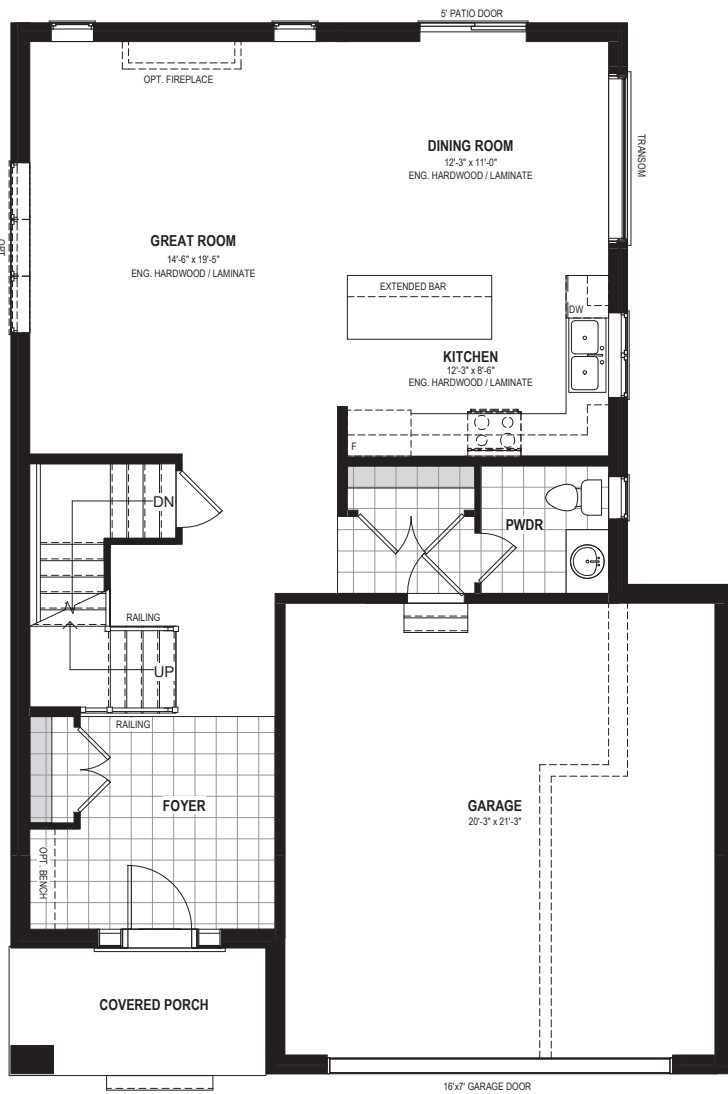 5' PATIO DOOR
OPT. FIREPLACE
DINING ROOM
12'-3" x 11'-0"
ENG. HARDWOOD / LAMINATE
TRANSOM
GREAT ROOM
14'-6" x 19'-5"
ENG. HARDWOOD / LAMINATE
OPT.
EXTENDED BAR
DW
KITCHEN
12'-3" x 8'-6"
ENG. HARDWOOD / LAMINATE
F
DN
PWDR
RAILING
UP
RAILING
FOYER
GARAGE
20'-3" x 21'-3"
OPT. BENCH
COVERED PORCH
16'x7' GARAGE DOOR